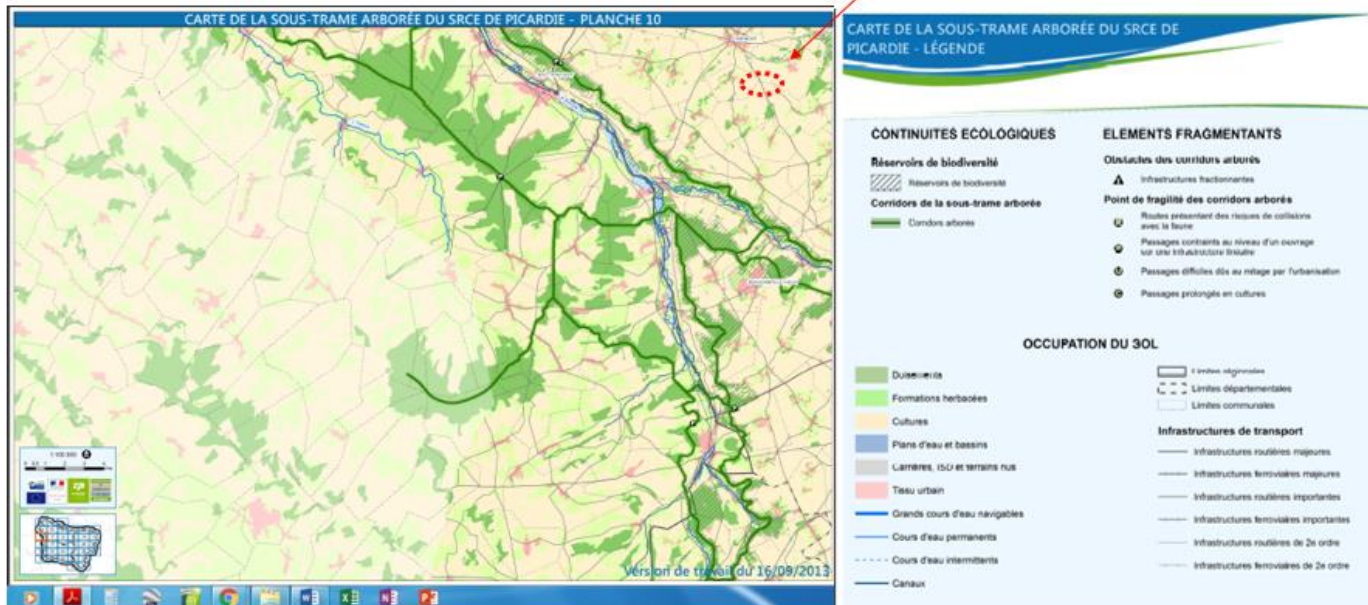 CARTE DE LA SOUS-TRAME ARBORÉE DU SRCE DE PICARDIE - PLANCHE 10
1:100 000
Version de travail du 16/09/2013
CARTE DE LA SOUS-TRAME ARBORÉE DU SRCE DE
PICARDIE - LÉGENDE
CONTINUITES ECOLOGIQUES
Réservoirs de biodiversité
Réservoirs de biodiversité
Corridors de la sous-trame arborée
Corridors arborés
ELEMENTS FRAGMENTANTS
Obstacles des corridors arborés
Infrastructures fractionnantes
Point de fragilité des corridors arborés
Routes présentant des risques de collisions
avec la faune
Passages contraints au niveau d'un ouvrage
sur une infrastructure linéaire
Passages difficiles dûs au mitage par l'urbanisation
Passages prolongés en cultures
OCCUPATION DU SOL
Boisements
Formations herbacées
Cultures
Plans d'eau et bassins
Carrières, ISD et terrains nus
Tissu urbain
Grands cours d'eau navigables
Cours d'eau permanents
Cours d'eau intermittents
Canaux
Limites régionales
Limites départementales
Limites communales
Infrastructures de transport
Infrastructures routières majeures
Infrastructures ferroviaires majeures
Infrastructures routières importantes
Infrastructures ferroviaires importantes
Infrastructures routières de 2e ordre
Infrastructures ferroviaires de 2e ordre